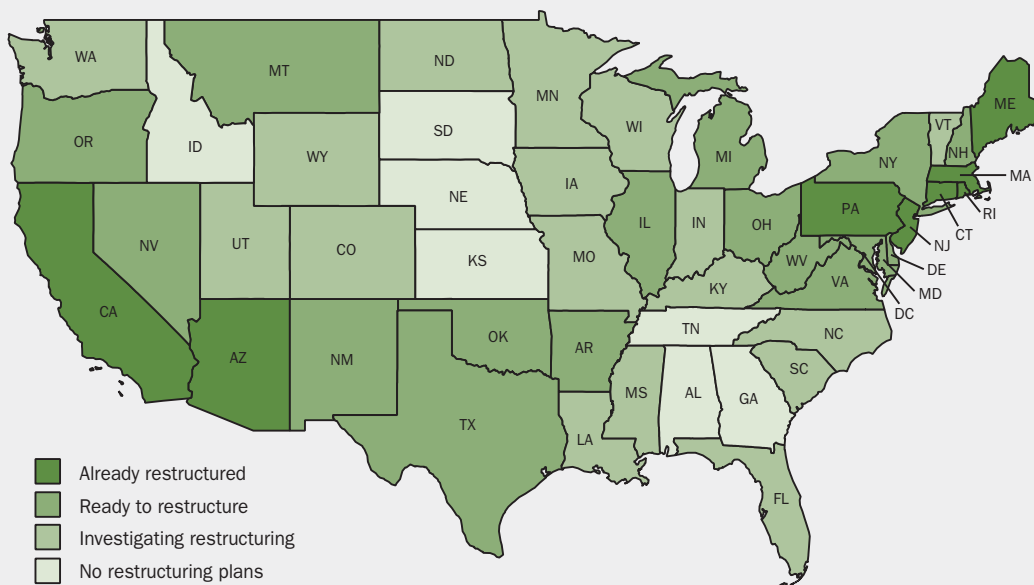 WA
MT
ND
MN
ME
OR
ID
SD
WI
VT
NH
WY
MI
NY
MA
NE
IA
PA
RI
NV
UT
CO
IL
IN
OH
CT
NJ
KS
MO
WV
VA
DE
KY
MD
CA
DC
TN
NC
AZ
NM
OK
AR
SC
MS
AL
GA
TX
LA
FL
Already restructured
Ready to restructure
Investigating restructuring
No restructuring plans